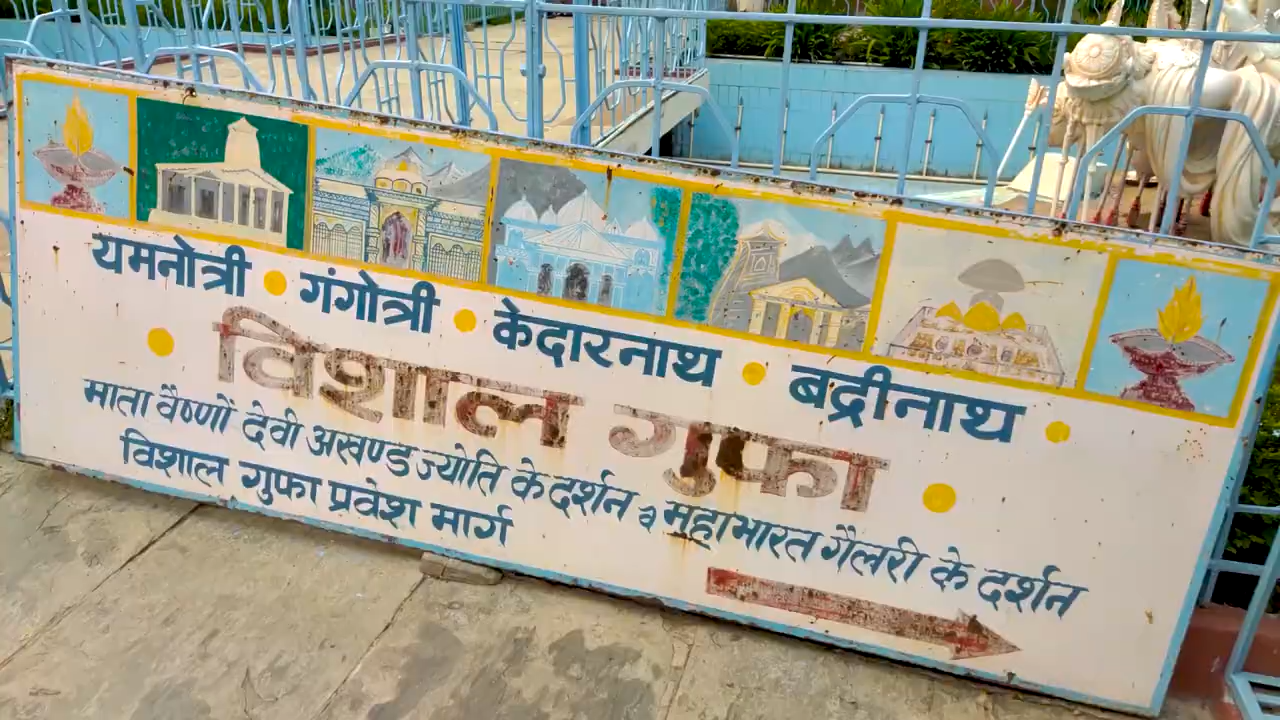 यमनोत्री • गंगोत्री • केदारनाथ • बद्रीनाथ •
• विशाल गुफा •
माता वैष्णों देवी अखण्ड ज्योति के दर्शन व महाभारत गैलरी के दर्शन
विशाल गुफा प्रवेश मार्ग